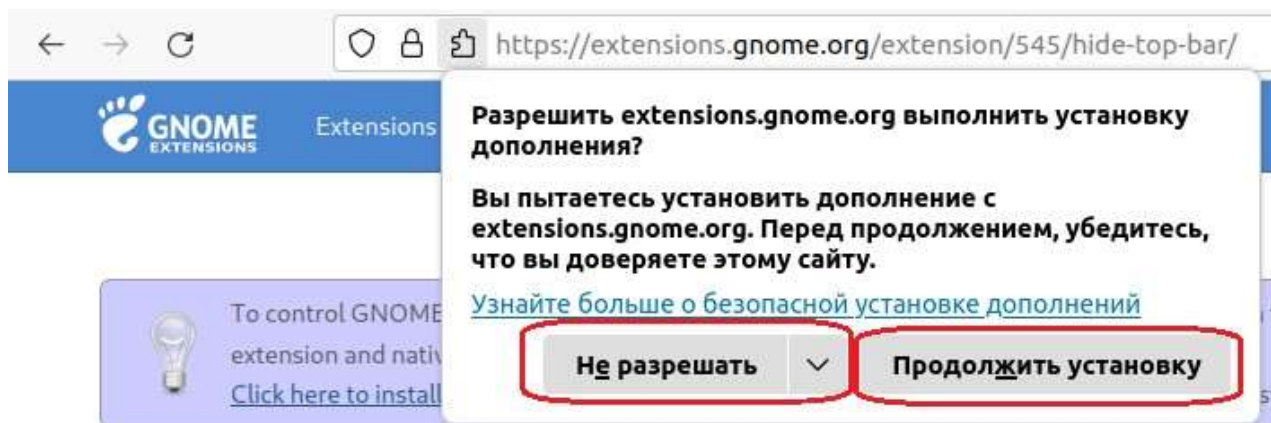 https://extensions.gnome.org/extension/545/hide-top-bar/
GNOME
EXTENSIONS
Extensions
Разрешить extensions.gnome.org выполнить установку
дополнения?
Вы пытаетесь установить дополнение с
extensions.gnome.org. Перед продолжением, убедитесь,
что вы доверяете этому сайту.
Узнайте больше о безопасной установке дополнений
Не разрешать
Продолжить установку
To control GNOME
extension and nativ
Click here to install